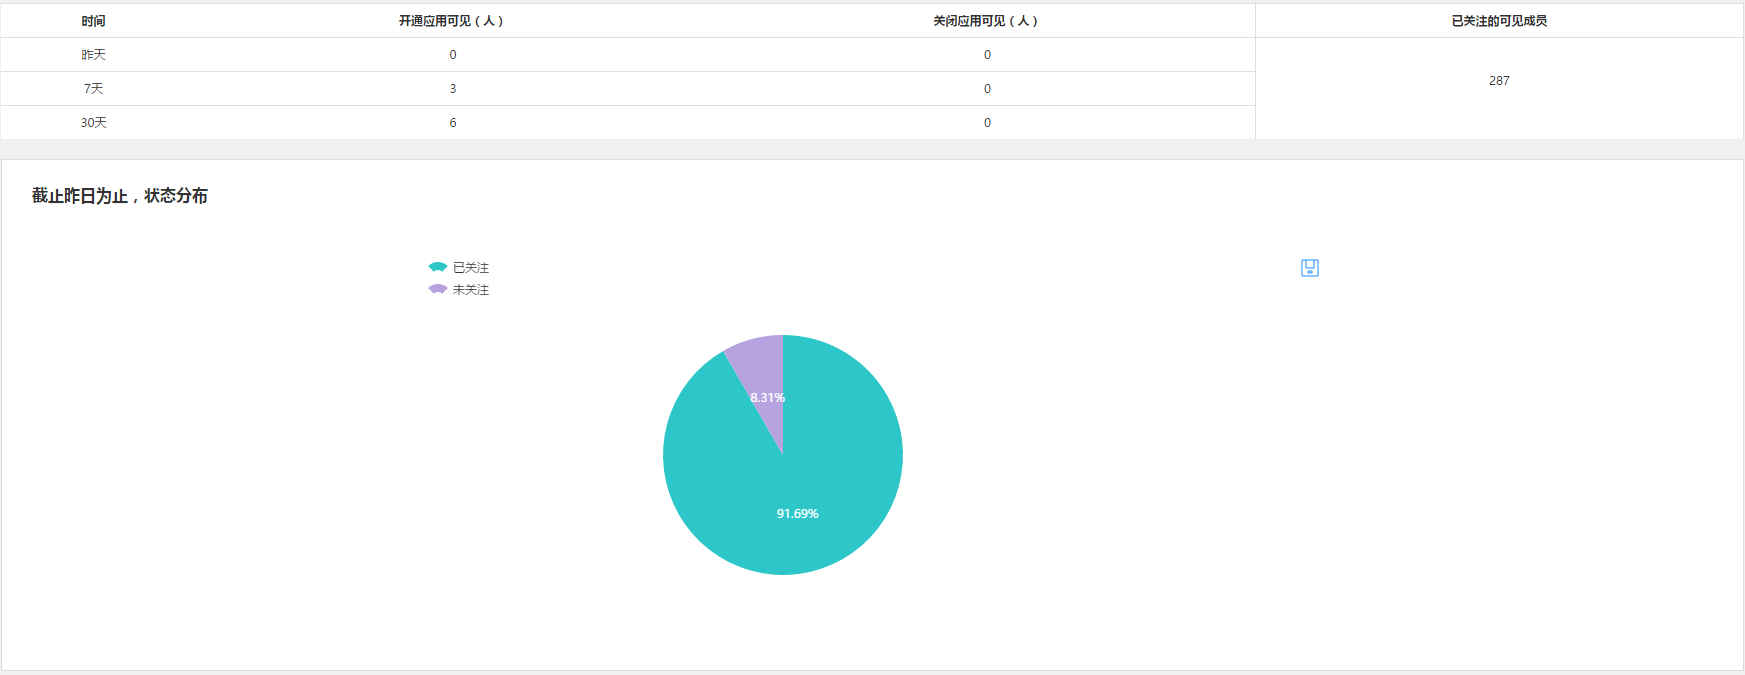 时间 开通应用可见（人） 关闭应用可见（人） 已关注的可见成员
昨天 0 0
287
7天 3 0
30天 6 0
截止昨日为止，状态分布
已关注
未关注
8.31%
91.69%